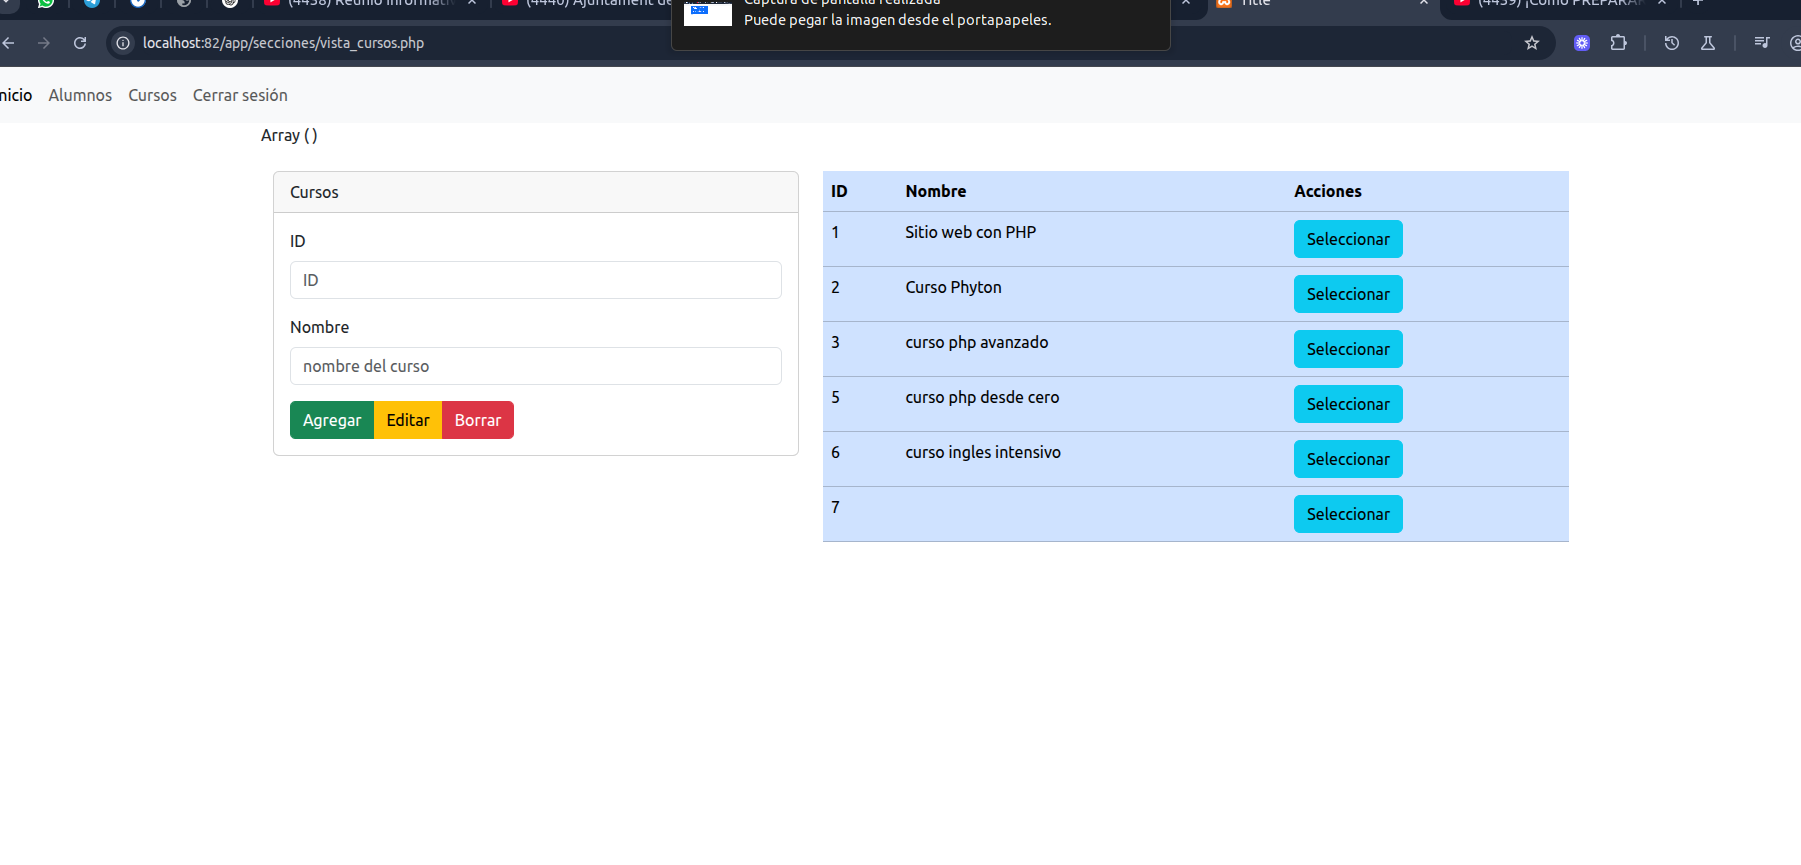 (4438) Reunió informativ
(4440) Ajuntament de
Captura de pantalla realizada
Puede pegar la imagen desde el portapapeles.
Title
(4439) ¡Cómo PREPARAR
localhost:82/app/secciones/vista_cursos.php
nicio Alumnos Cursos Cerrar sesión
Array ( )
Cursos
ID
ID
Nombre
nombre del curso
Agregar Editar Borrar
ID Nombre Acciones
1 Sitio web con PHP Seleccionar
2 Curso Phyton Seleccionar
3 curso php avanzado Seleccionar
5 curso php desde cero Seleccionar
6 curso ingles intensivo Seleccionar
7 Seleccionar